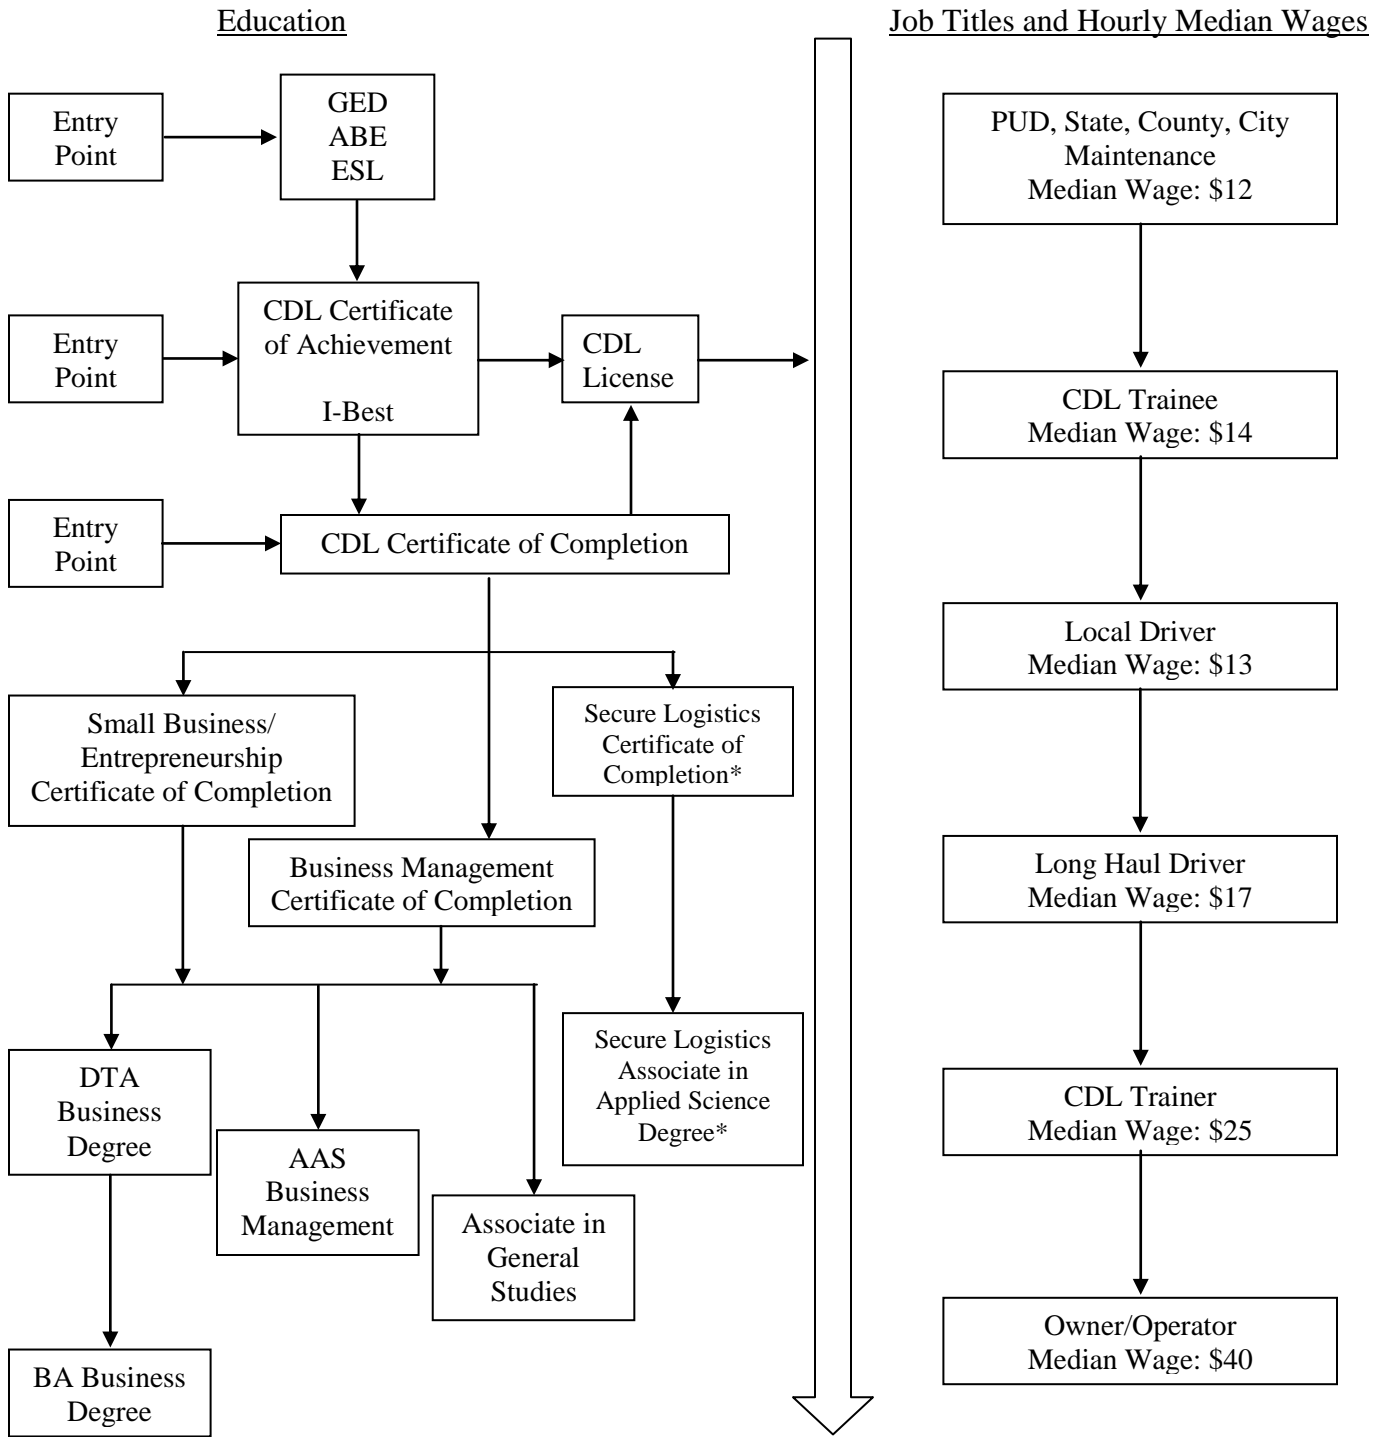 Education
Job Titles and Hourly Median Wages
Entry
Point
GED
ABE
ESL
Entry
Point
CDL Certificate
of Achievement
I-Best
CDL
License
Entry
Point
CDL Certificate of Completion
Small Business/
Entrepreneurship
Certificate of Completion
Secure Logistics
Certificate of
Completion*
Business Management
Certificate of Completion
DTA
Business
Degree
AAS
Business
Management
Associate in
General
Studies
Secure Logistics
Associate in
Applied Science
Degree*
BA Business
Degree
PUD, State, County, City
Maintenance
Median Wage: $12
CDL Trainee
Median Wage: $14
Local Driver
Median Wage: $13
Long Haul Driver
Median Wage: $17
CDL Trainer
Median Wage: $25
Owner/Operator
Median Wage: $40